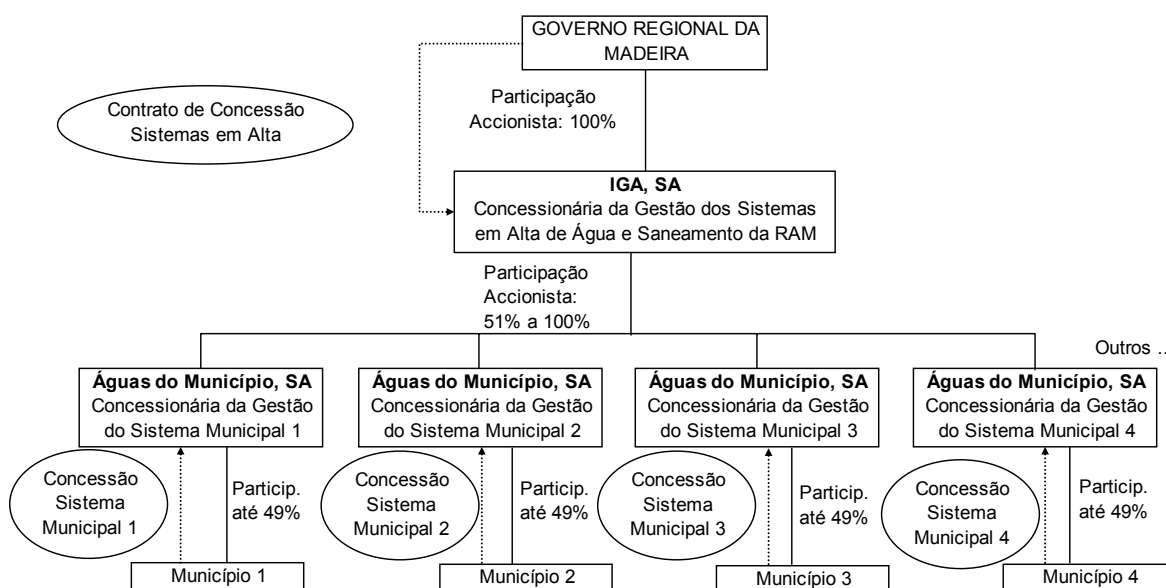 GOVERNO REGIONAL DA
MADEIRA
Contrato de Concessão
Sistemas em Alta
Participação
Accionista: 100%
IGA, SA
Concessionária da Gestão dos Sistemas
em Alta de Água e Saneamento da RAM
Participação
Accionista:
51% a 100%
Outros ..
Águas do Município, SA
Concessionária da Gestão
do Sistema Municipal 1
Águas do Município, SA
Concessionária da Gestão
do Sistema Municipal 2
Águas do Município, SA
Concessionária da Gestão
do Sistema Municipal 3
Águas do Município, SA
Concessionária da Gestão
do Sistema Municipal 4
Concessão
Sistema
Municipal 1
Particip.
até 49%
Concessão
Sistema
Municipal 2
Particip.
até 49%
Concessão
Sistema
Municipal 3
Particip.
até 49%
Concessão
Sistema
Municipal 4
Particip.
até 49%
Município 1
Município 2
Município 3
Município 4